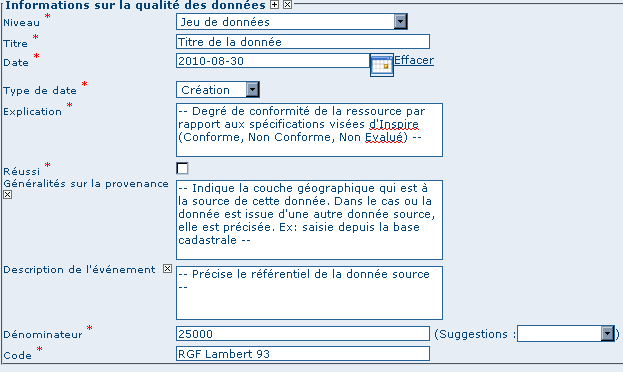 Informations sur la qualité des données
Niveau * Jeu de données
Titre * Titre de la donnée
Date * 2010-08-30 Effacer
Type de date * Création
Explication * -- Degré de conformité de la ressource par
rapport aux spécifications visées d'Inspire
(Conforme, Non Conforme, Non Evalué) --
Réussi *
Généralités sur la provenance
-- Indique la couche géographique qui est à
la source de cette donnée. Dans le cas ou la
donnée est issue d'une autre donnée source,
elle est précisée. Ex: saisie depuis la base
cadastrale --
Description de l'événement
-- Précise le référentiel de la donnée source
--
Dénominateur * 25000 (Suggestions : )
Code * RGF Lambert 93